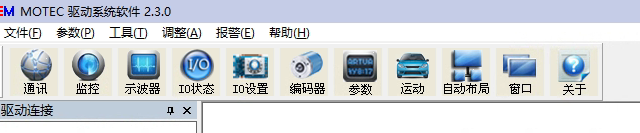 EM MOTEC 驱动系统软件 2.3.0
文件(F) 参数(P) 工具(T) 调整(A) 报警(E) 帮助(H)
通讯 监控 示波器 IO状态 IO设置 编码器 参数 运动 自动布局 窗口 关于
驱动连接